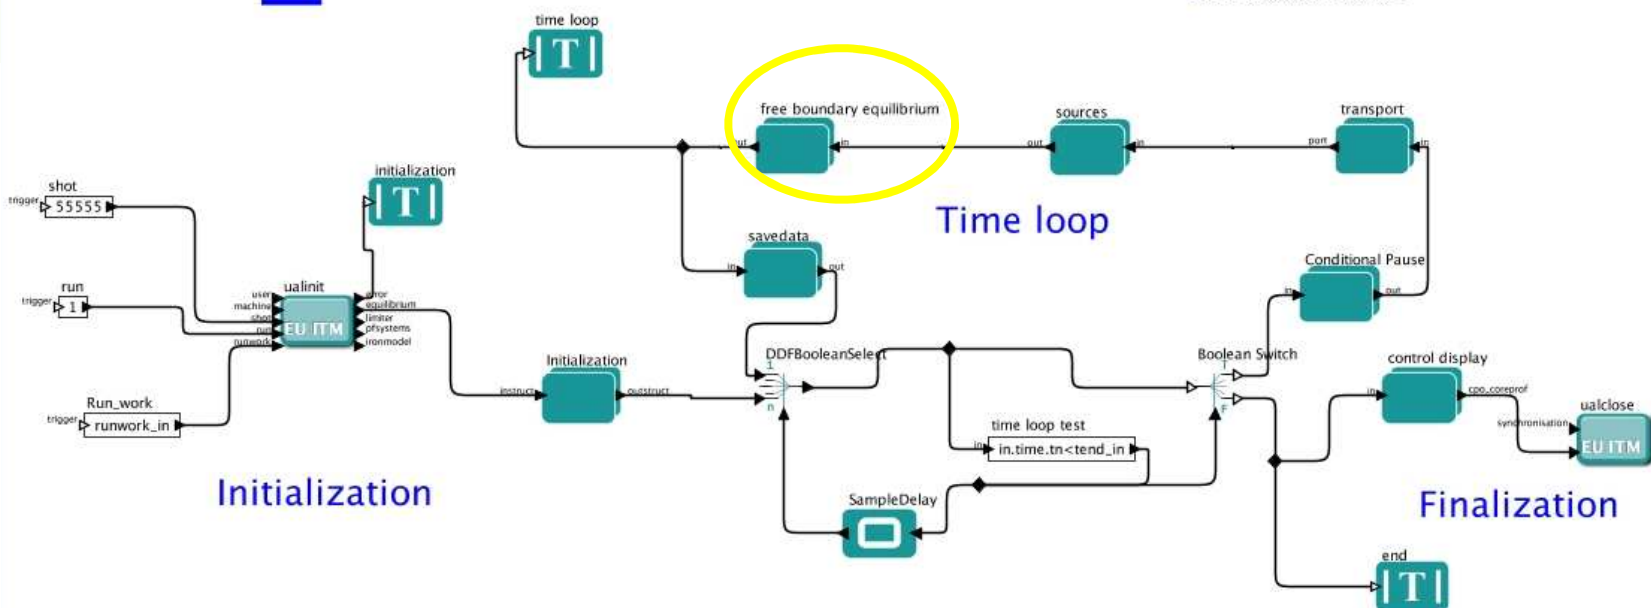 time loop
T
free boundary equilibrium
out
in
sources
out
in
transport
port
in
initialization
T
shot
trigger
55555
Time loop
savedata
in
out
Conditional Pause
in
out
run
trigger
1
ualinit
user
machine
shot
run
runwork
EU ITM
error
equilibrium
limiter
pfsystems
ironmodel
Initialization
instruct
outstruct
DDFBooleanSelect
1
n
Boolean Switch
T
F
control display
in
cpo_coreprof
Run_work
trigger
runwork_in
time loop test
in
in.time.tn<tend_in
ualclose
synchronisation
EU ITM
Initialization
SampleDelay
Finalization
end
T